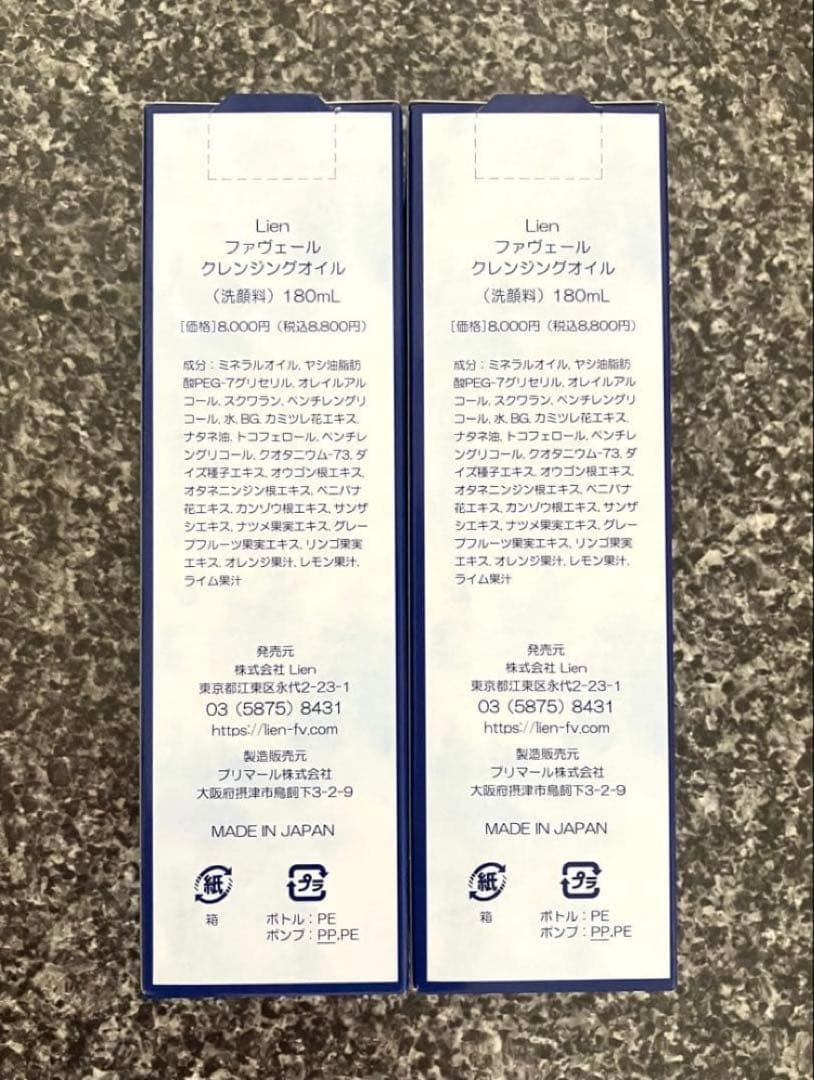 Lien
ファヴェール
クレンジングオイル
（洗顔料）180mL
[価格]8,000円（税込8,800円）
成分：ミネラルオイル, ヤシ油脂肪
酸PEG-7グリセリル, オレイルアル
コール, スクワラン, ペンチレングリ
コール, 水, BG, カミツレ花エキス,
ナタネ油, トコフェロール, ペンチレ
ングリコール, クオタニウム-73, ダ
イズ種子エキス, オウゴン根エキス,
オタネニンジン根エキス, ベニバナ
花エキス, カンゾウ根エキス, サンザ
シエキス, ナツメ果実エキス, グレー
プフルーツ果実エキス, リンゴ果実
エキス, オレンジ果汁, レモン果汁,
ライム果汁
発売元
株式会社 Lien
東京都江東区永代2-23-1
03（5875）8431
https://lien-fv.com
製造販売元
プリマール株式会社
大阪府摂津市鳥飼下3-2-9
MADE IN JAPAN
紙 プラ
箱 ボトル：PE
ポンプ：PP,PE
Lien
ファヴェール
クレンジングオイル
（洗顔料）180mL
[価格]8,000円（税込8,800円）
成分：ミネラルオイル, ヤシ油脂肪
酸PEG-7グリセリル, オレイルアル
コール, スクワラン, ペンチレングリ
コール, 水, BG, カミツレ花エキス,
ナタネ油, トコフェロール, ペンチレ
ングリコール, クオタニウム-73, ダ
イズ種子エキス, オウゴン根エキス,
オタネニンジン根エキス, ベニバナ
花エキス, カンゾウ根エキス, サンザ
シエキス, ナツメ果実エキス, グレー
プフルーツ果実エキス, リンゴ果実
エキス, オレンジ果汁, レモン果汁,
ライム果汁
発売元
株式会社 Lien
東京都江東区永代2-23-1
03（5875）8431
https://lien-fv.com
製造販売元
プリマール株式会社
大阪府摂津市鳥飼下3-2-9
MADE IN JAPAN
紙 プラ
箱 ボトル：PE
ポンプ：PP,PE